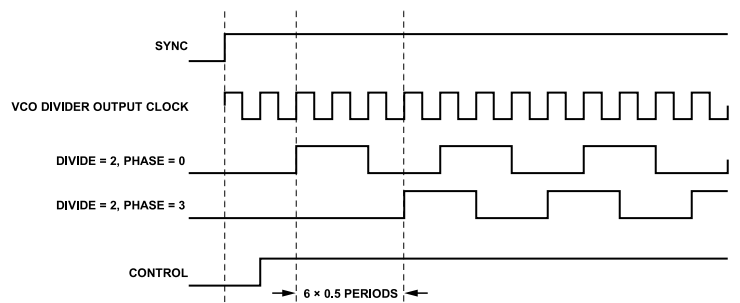 SYNC
VCO DIVIDER OUTPUT CLOCK
DIVIDE = 2, PHASE = 0
DIVIDE = 2, PHASE = 3
CONTROL
6 × 0.5 PERIODS